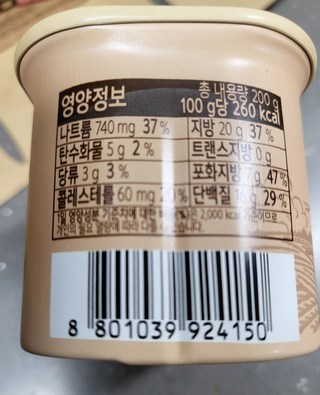 영양정보 총 내용량 200 g
100 g당 260 kcal
나트륨 740 mg 37 % 지방 20 g 37 %
탄수화물 5 g 2 % 트랜스지방 0 g
당류 3 g 3 % 포화지방 7 g 47 %
콜레스테롤 60 mg 20 % 단백질 16 g 29 %
1일 영양성분 기준치에 대한 비율(%)은 2,000 kcal 기준이므로
개인의 필요 열량에 따라 다를 수 있습니다.
8 801039 924150